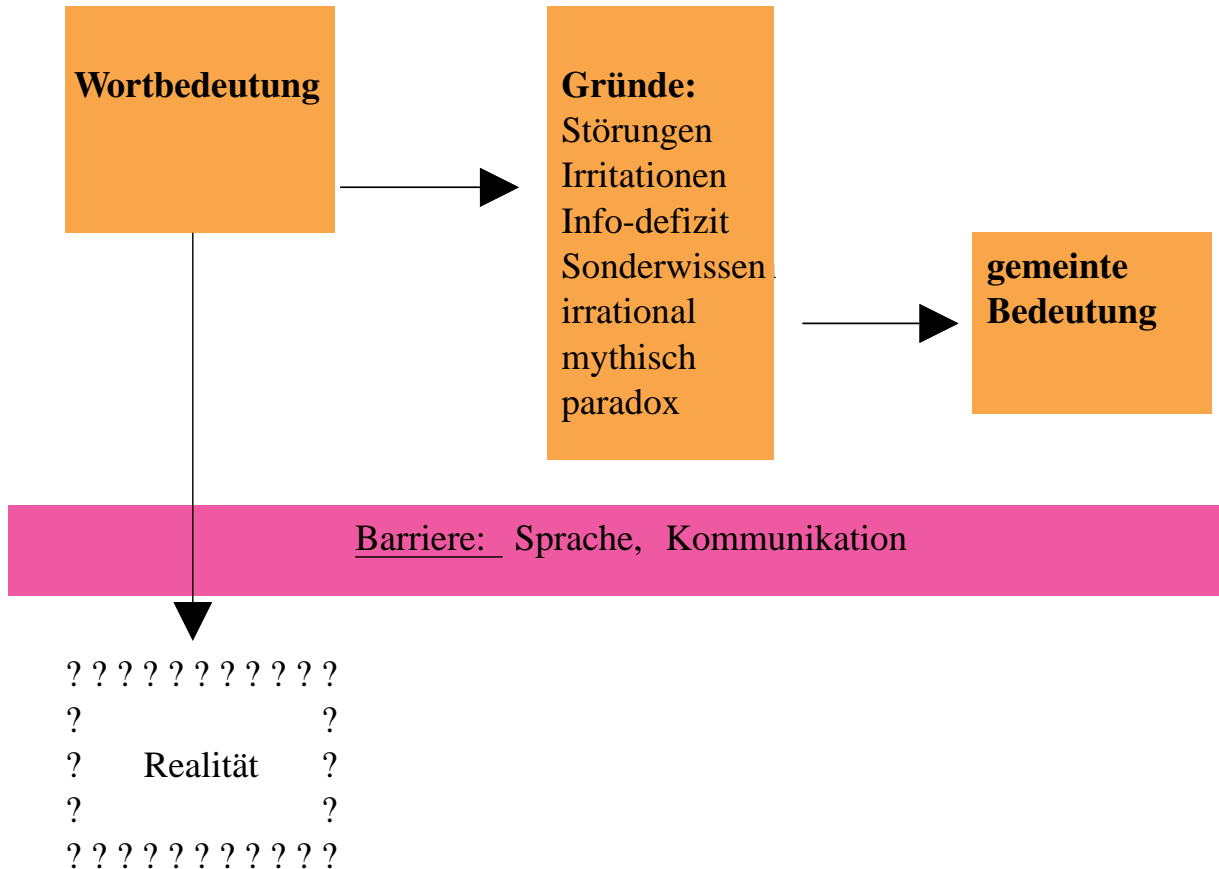 Wortbedeutung
Gründe:
Störungen
Irritationen
Info-defizit
Sonderwissen
irrational
mythisch
paradox
gemeinte
Bedeutung
Barriere: Sprache, Kommunikation
? ? ? ? ? ? ? ? ? ? ?
? ?
? Realität ?
? ?
? ? ? ? ? ? ? ? ? ? ?